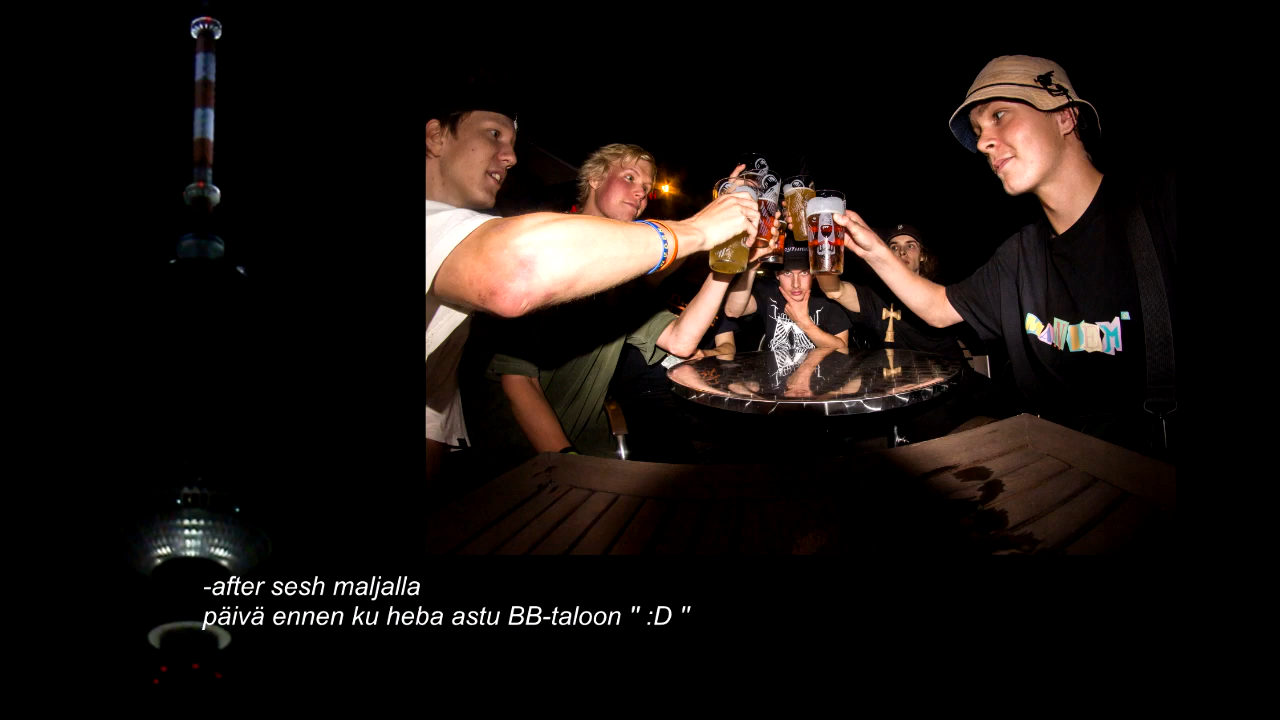 -after sesh maljalla
päivä ennen ku heba astu BB-taloon " :D "